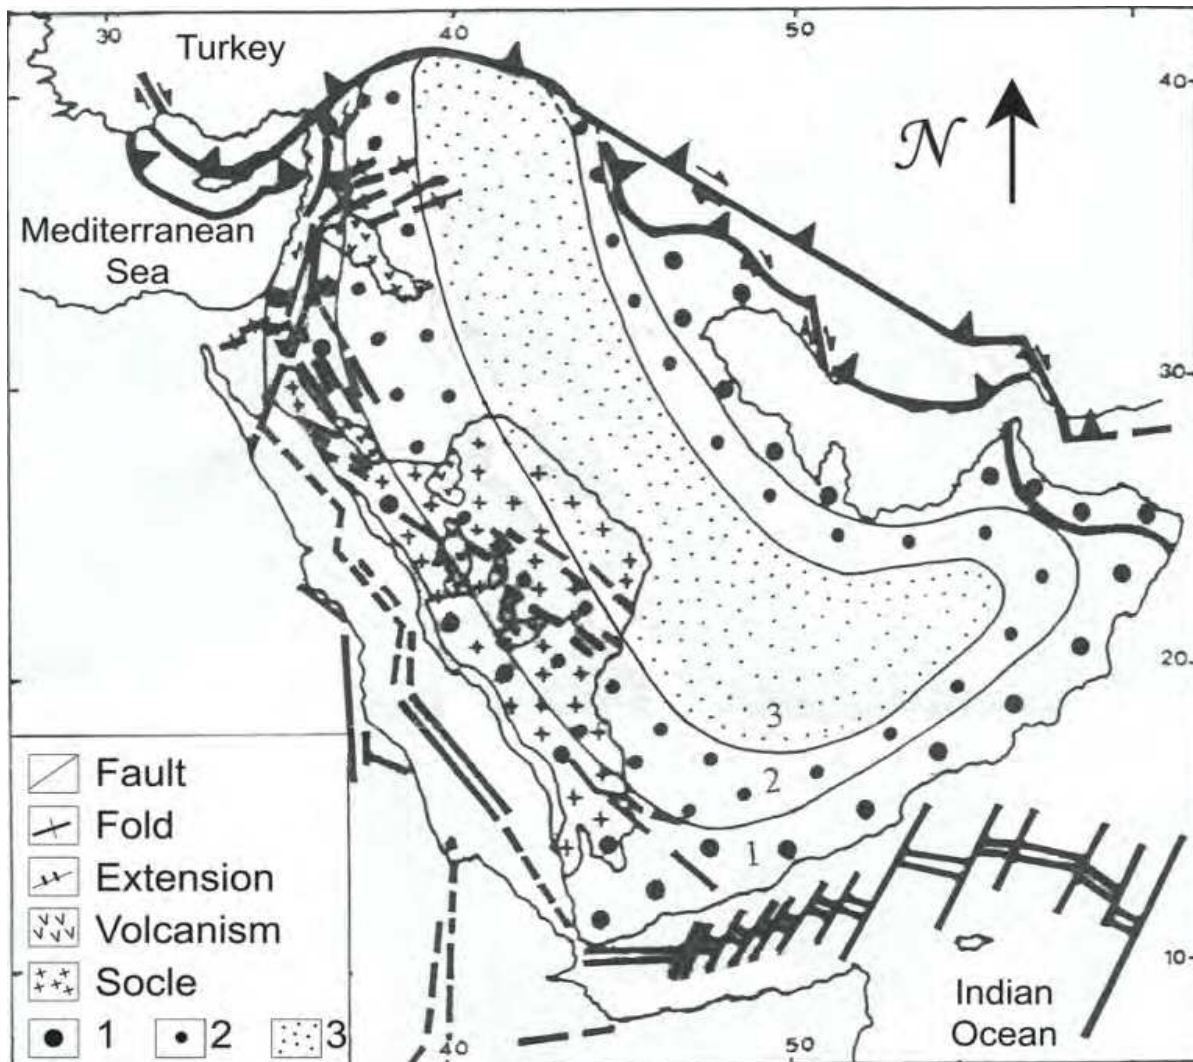 30
40
50
Turkey
40
N
Mediterranean
Sea
30
20
3
2
1
Fault
Fold
Extension
Volcanism
Socle
1
2
3
10
Indian
Ocean
40
50